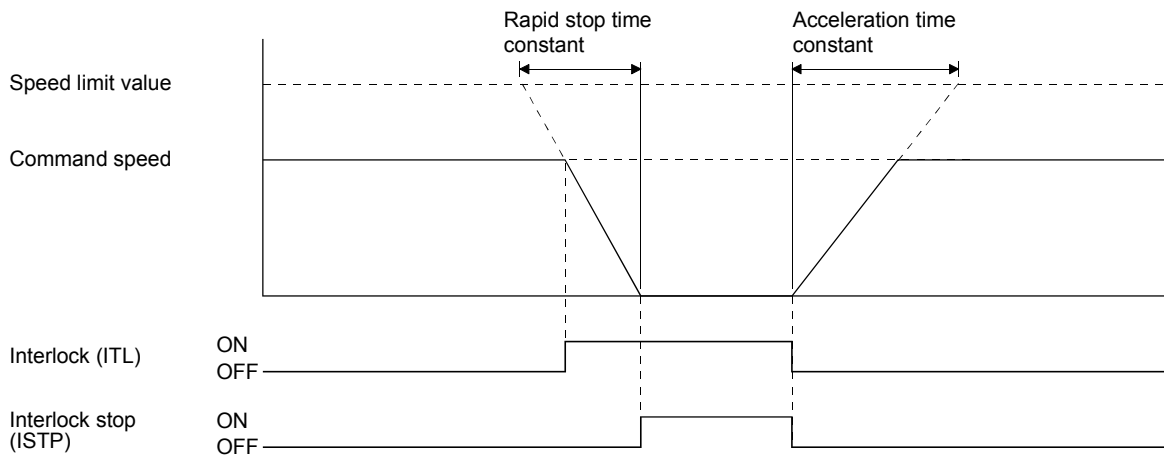 Rapid stop time
constant
Acceleration time
constant
Speed limit value
Command speed
Interlock (ITL)
ON
OFF
Interlock stop
(ISTP)
ON
OFF